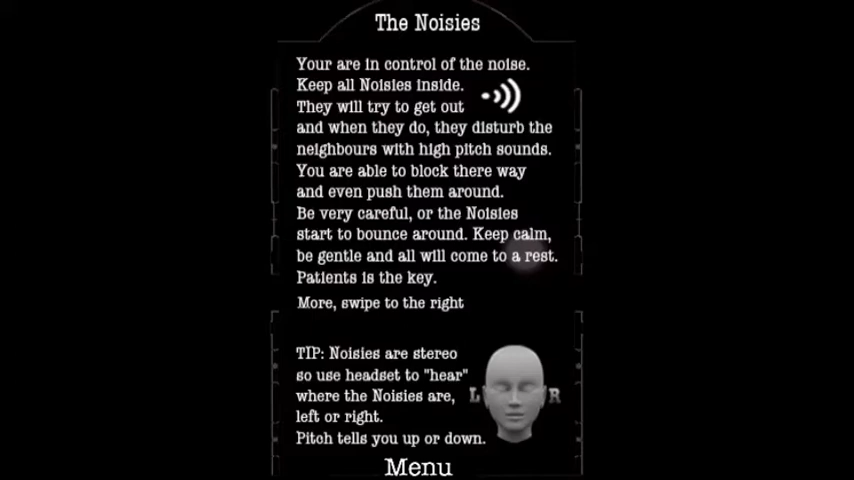 The Noisies
Your are in control of the noise.
Keep all Noisies inside.
They will try to get out
and when they do, they disturb the
neighbours with high pitch sounds.
You are able to block there way
and even push them around.
Be very careful, or the Noisies
start to bounce around. Keep calm,
be gentle and all will come to a rest.
Patients is the key.
More, swipe to the right
TIP: Noisies are stereo
so use headset to "hear"
where the Noisies are,
left or right.
Pitch tells you up or down.
L R
Menu